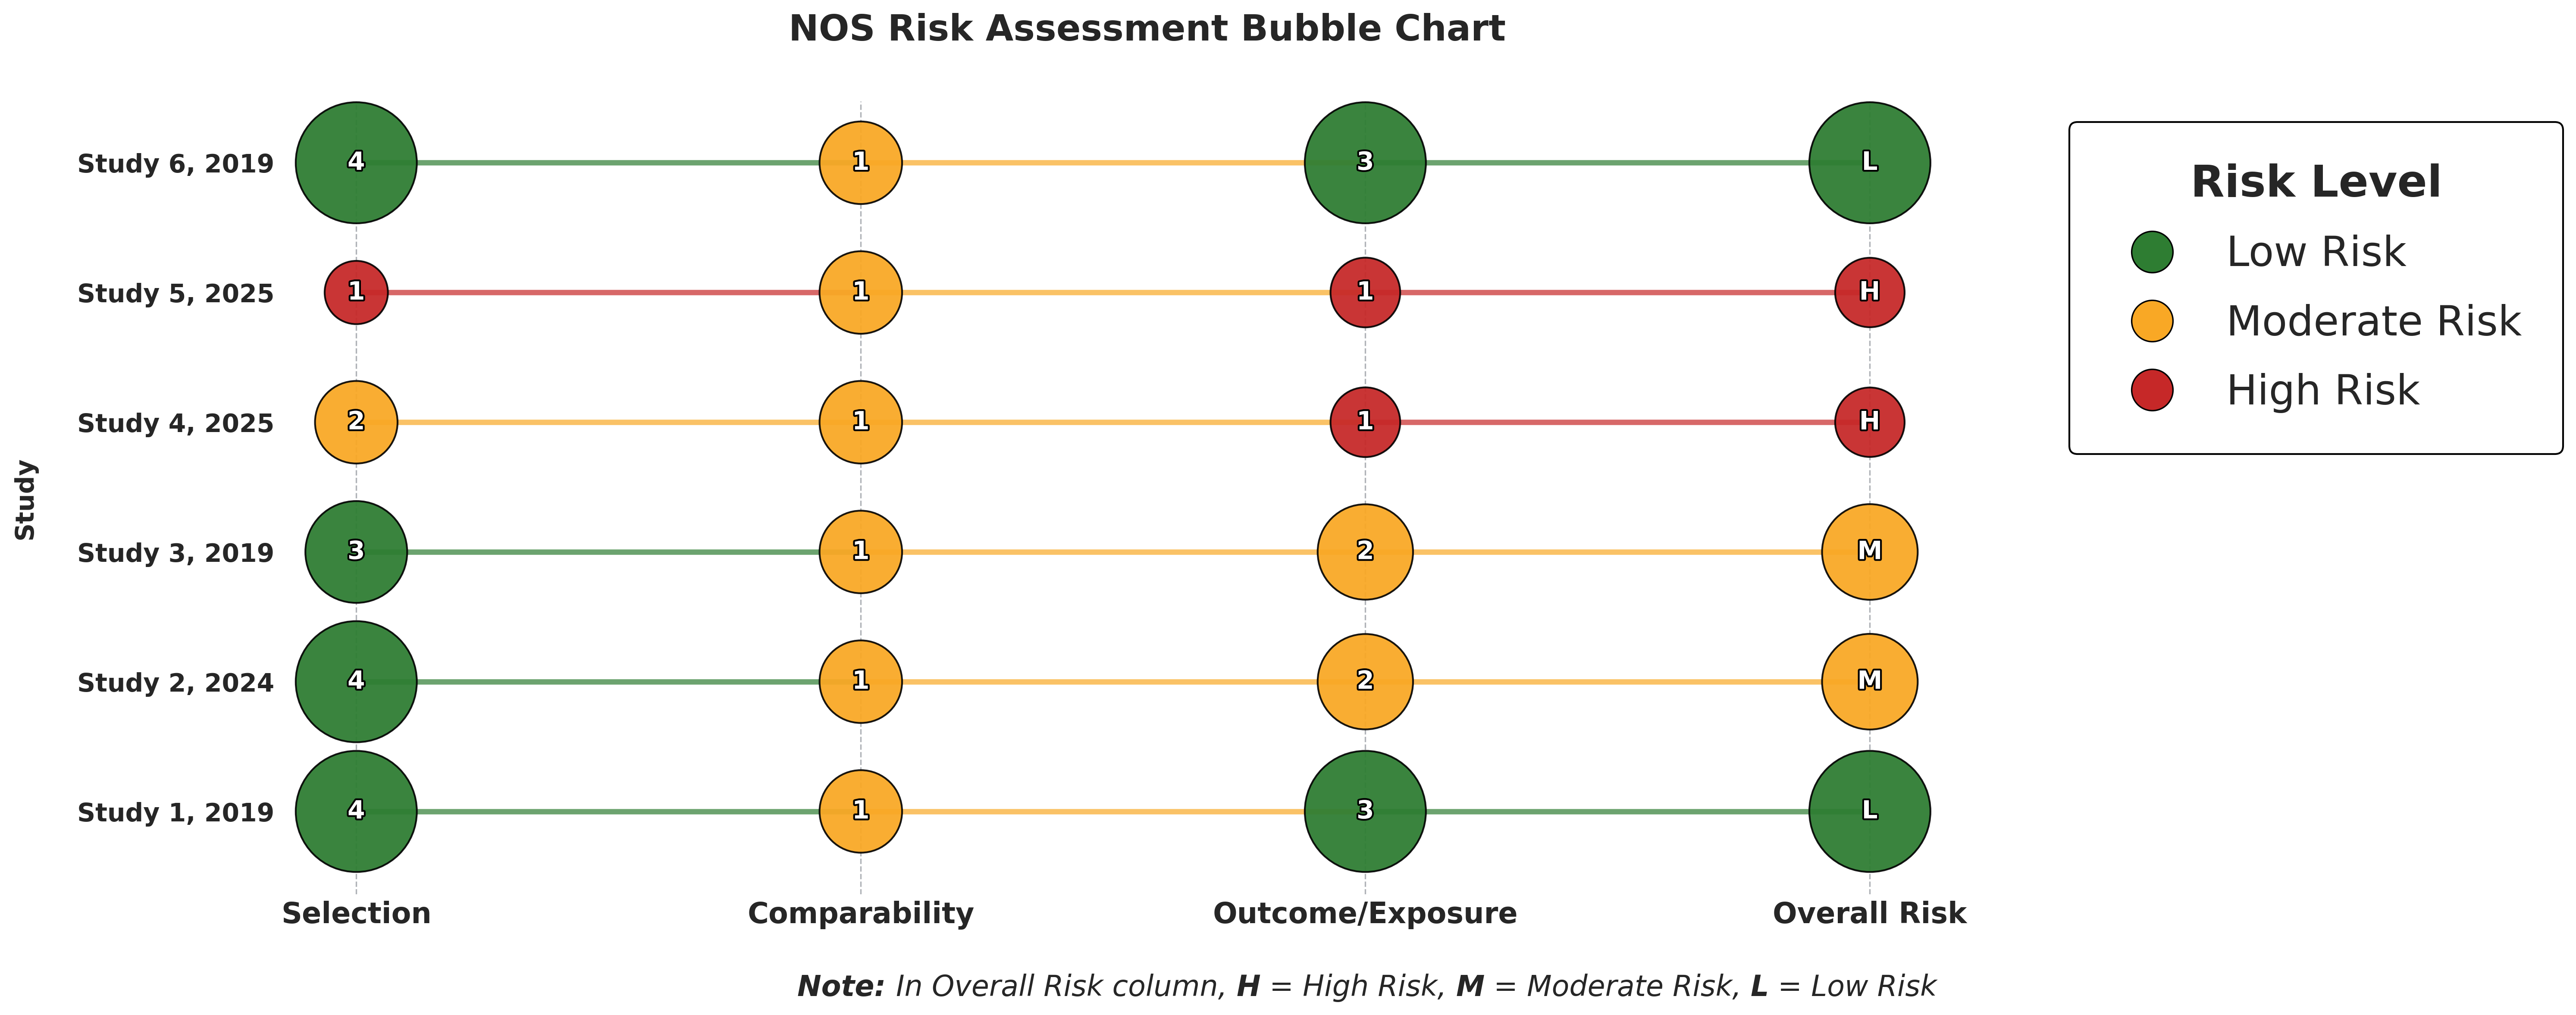 NOS Risk Assessment Bubble Chart
Study
Study 6, 2019 4 1 3 L
Study 5, 2025 1 1 1 H
Study 4, 2025 2 1 1 H
Study 3, 2019 3 1 2 M
Study 2, 2024 4 1 2 M
Study 1, 2019 4 1 3 L
Selection Comparability Outcome/Exposure Overall Risk
Risk Level
Low Risk
Moderate Risk
High Risk
Note: In Overall Risk column, H = High Risk, M = Moderate Risk, L = Low Risk